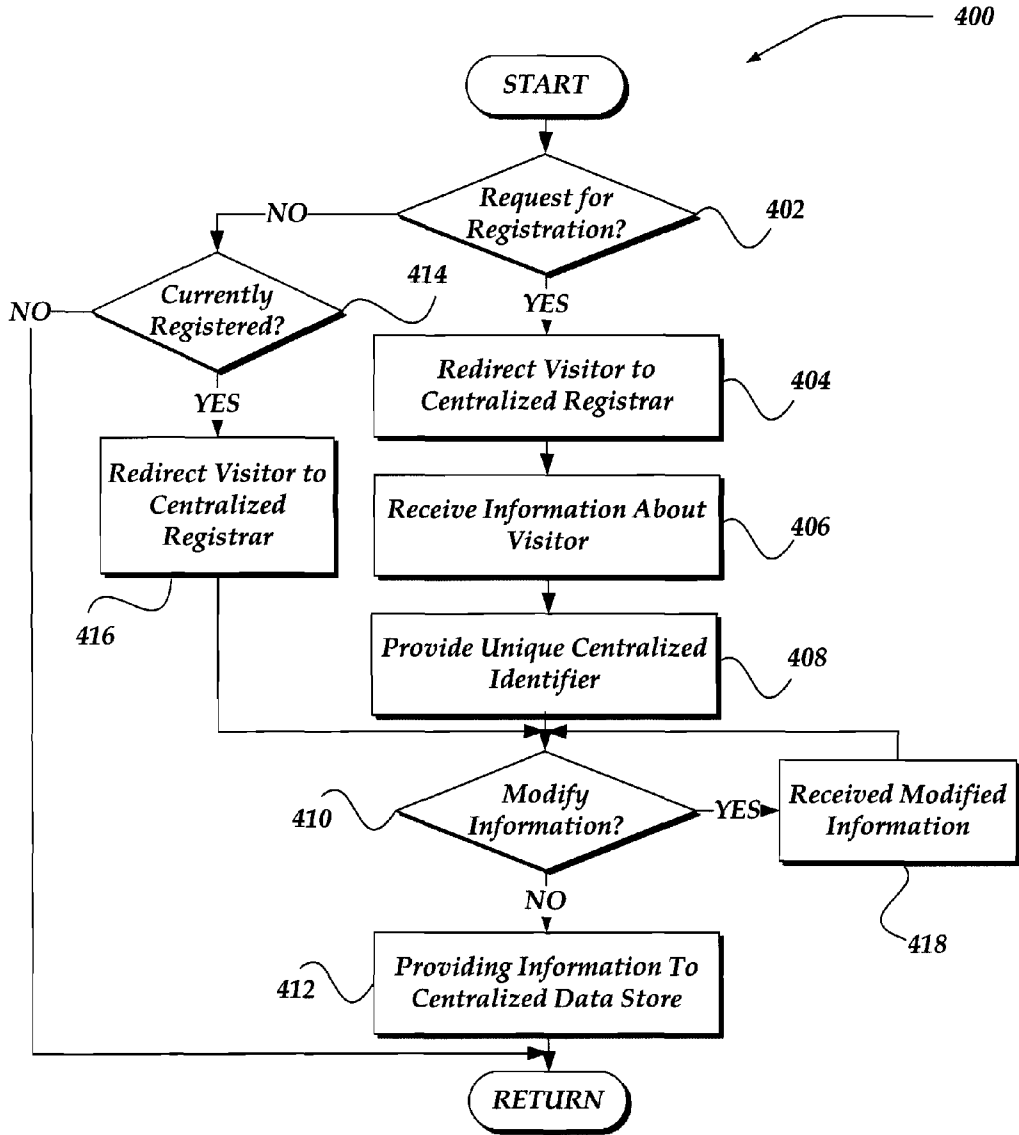 400
START
Request for
Registration?
402
NO
414
YES
Currently
Registered?
NO
Redirect Visitor to
Centralized Registrar
404
YES
Redirect Visitor to
Centralized
Registrar
416
Receive Information About
Visitor
406
Provide Unique Centralized
Identifier
408
410
Modify
Information?
YES
Received Modified
Information
418
NO
412
Providing Information To
Centralized Data Store
RETURN